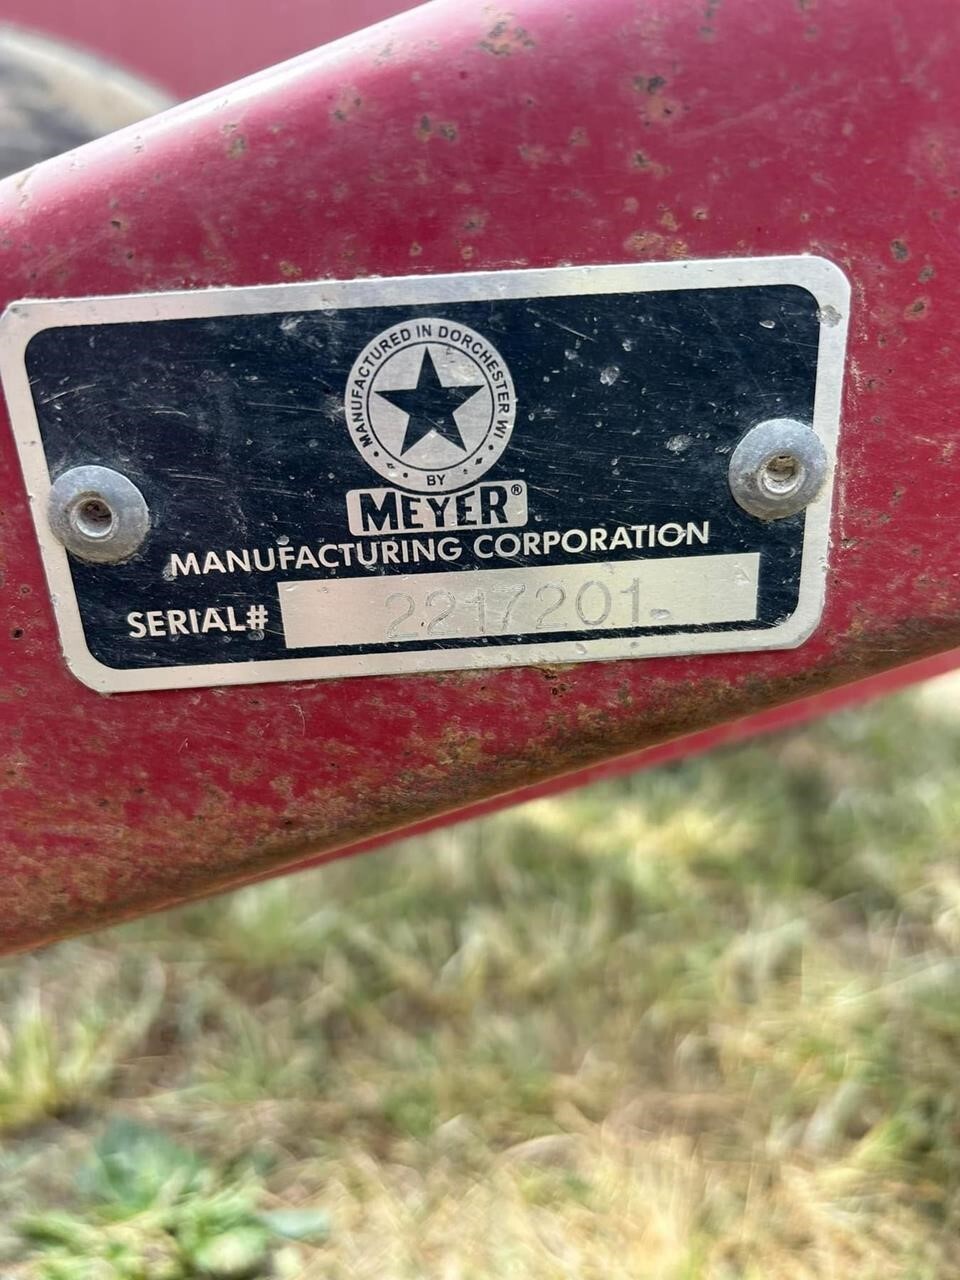 • MANUFACTURED IN DORCHESTER WI •
BY
MEYER®
MANUFACTURING CORPORATION
SERIAL# 2217201